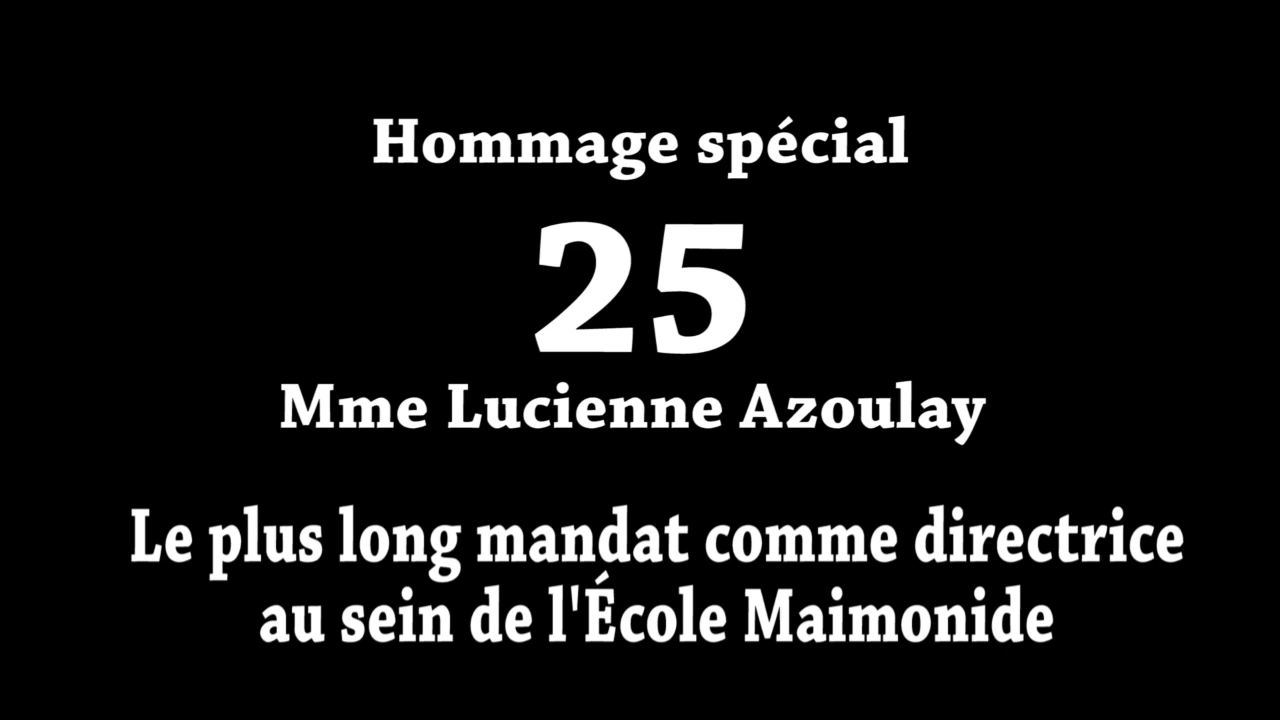 Hommage spécial
25
Mme Lucienne Azoulay
Le plus long mandat comme directrice
au sein de l'École Maimonide